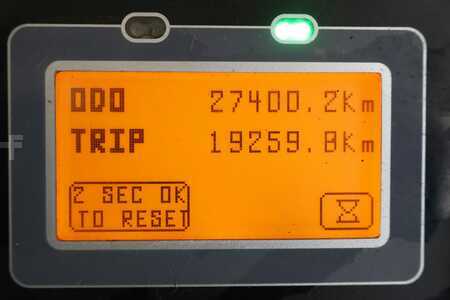 ODO 27400.2Km
TRIP 19259.8Km
2 SEC OK
TO RESET